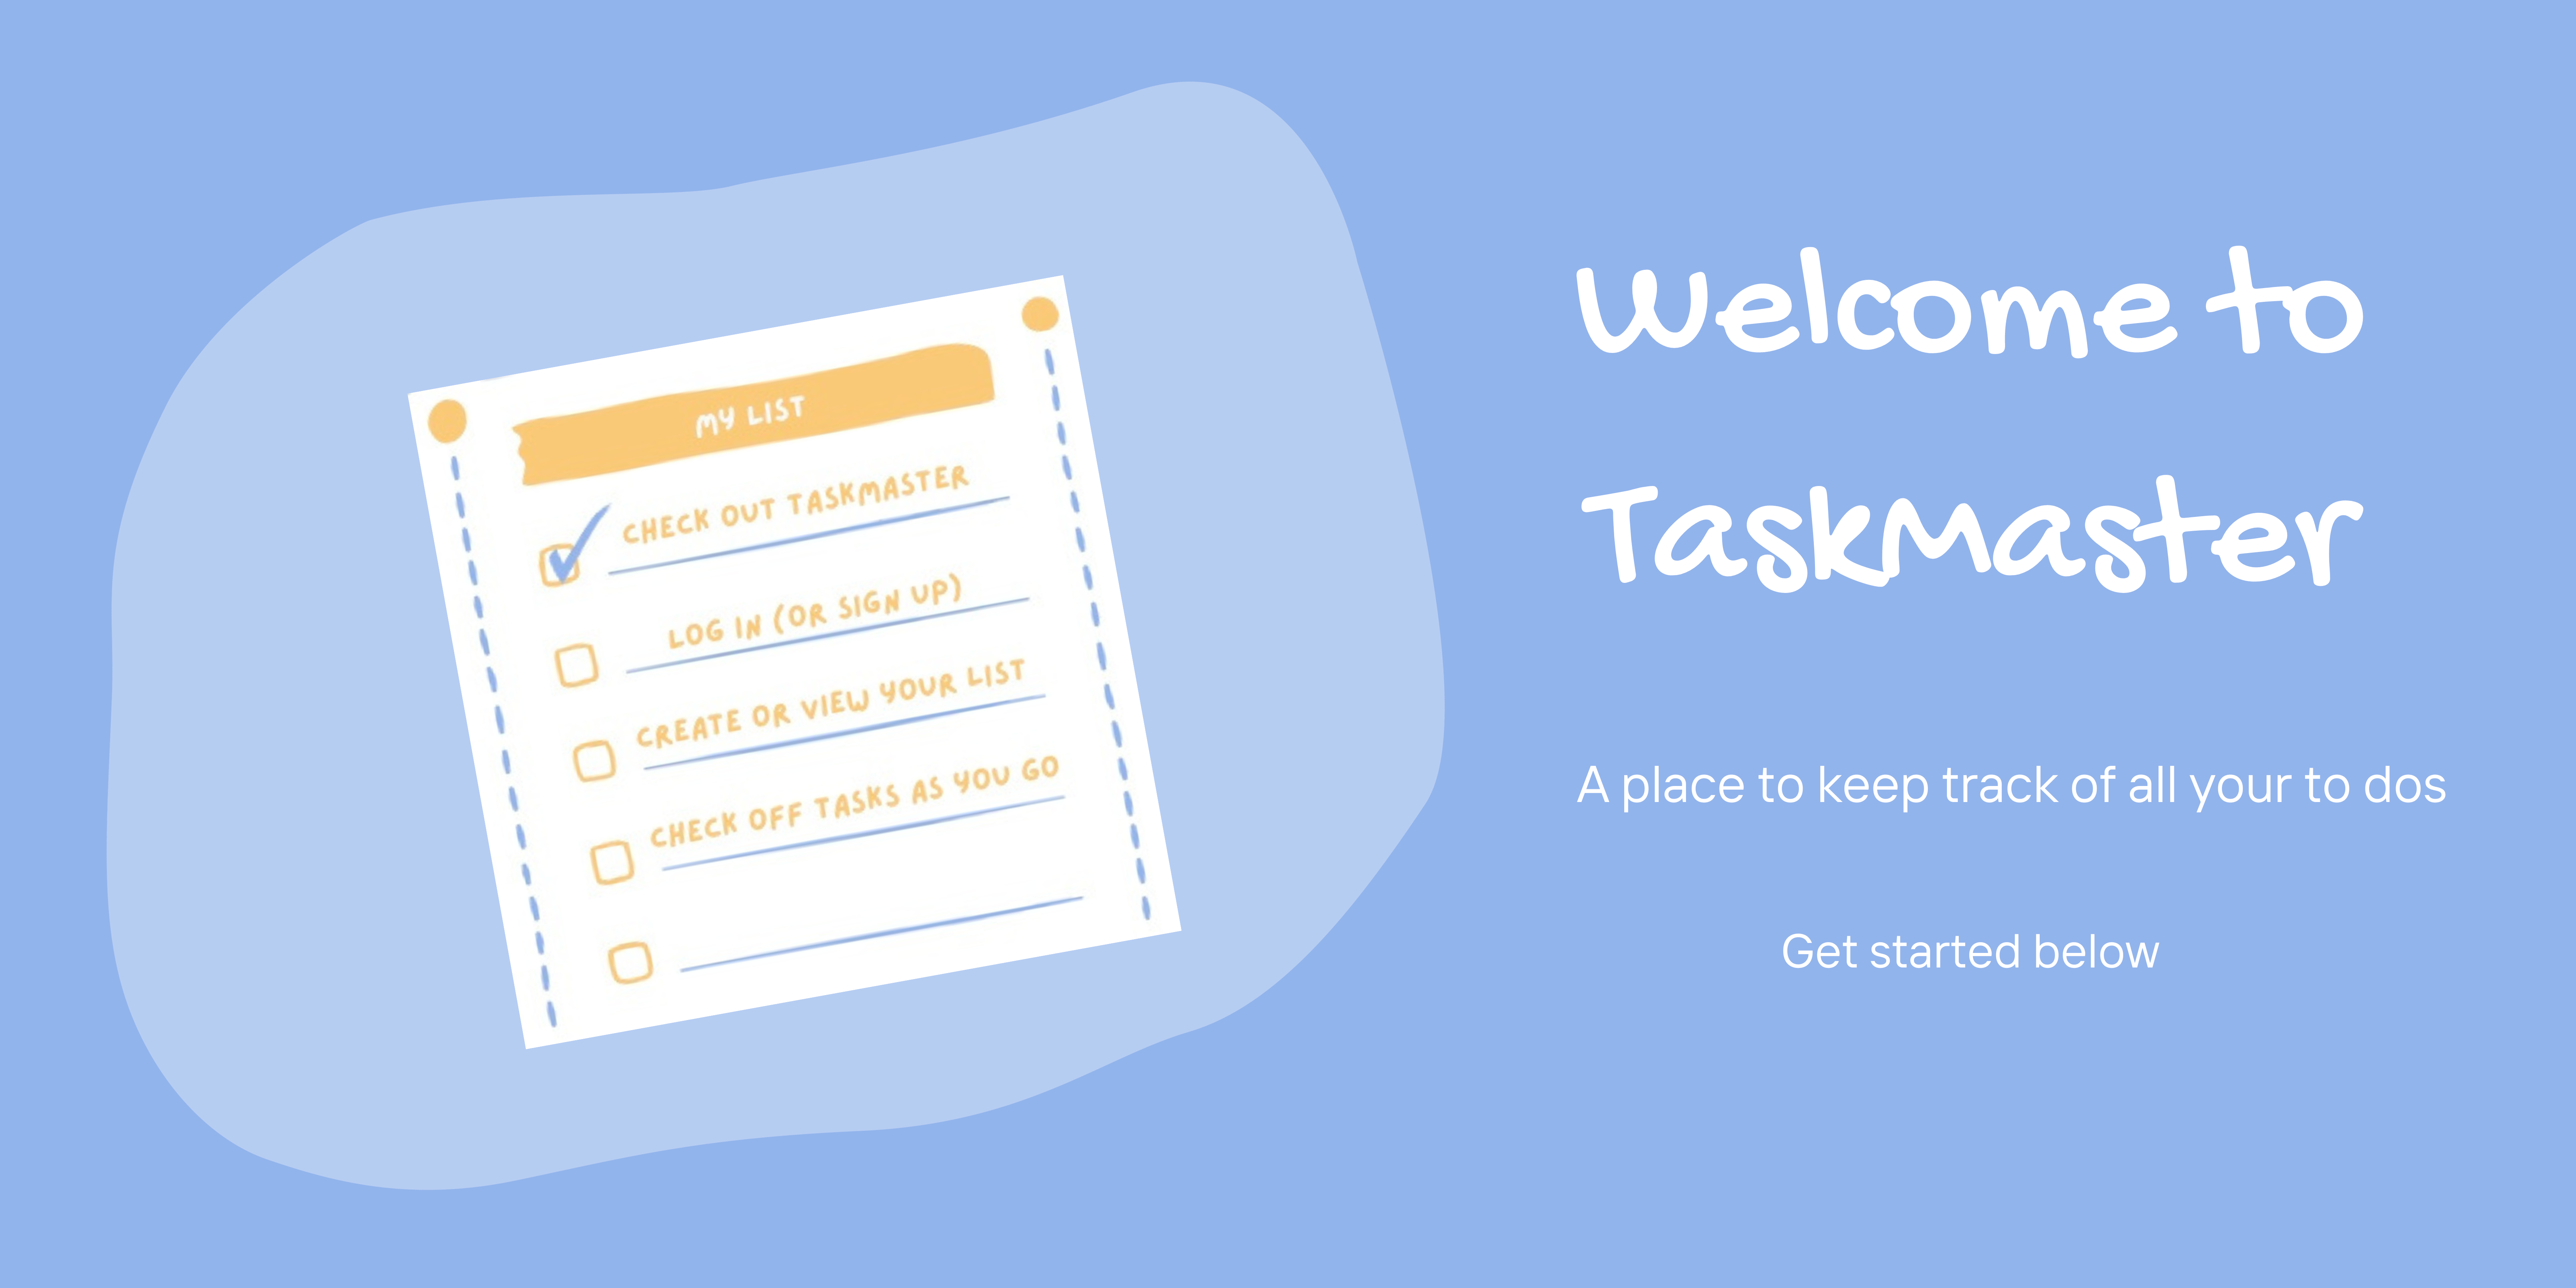 MY LIST
CHECK OUT TASKMASTER
LOG IN (OR SIGN UP)
CREATE OR VIEW YOUR LIST
CHECK OFF TASKS AS YOU GO
Welcome to
TaskMaster
A place to keep track of all your to dos
Get started below